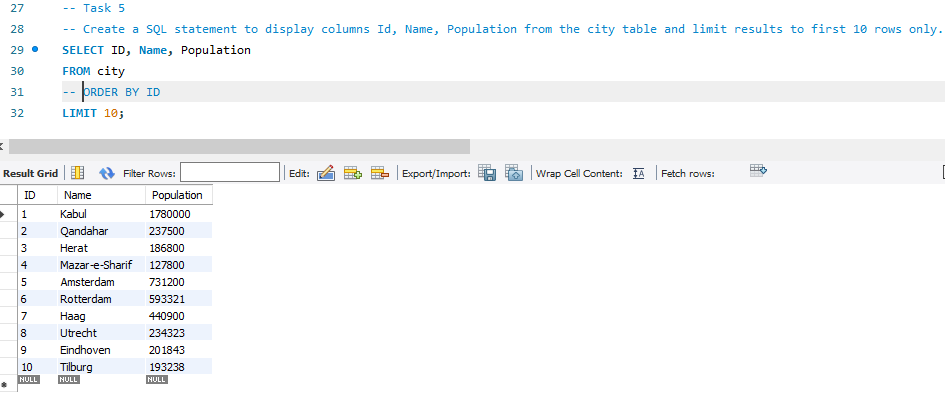 27 -- Task 5
28 -- Create a SQL statement to display columns Id, Name, Population from the city table and limit results to first 10 rows only.
29 SELECT ID, Name, Population
30 FROM city
31 -- ORDER BY ID
32 LIMIT 10;
Result Grid Filter Rows: Edit: Export/Import: Wrap Cell Content: IA Fetch rows:
ID Name Population
1 Kabul 1780000
2 Qandahar 237500
3 Herat 186800
4 Mazar-e-Sharif 127800
5 Amsterdam 731200
6 Rotterdam 593321
7 Haag 440900
8 Utrecht 234323
9 Eindhoven 201843
10 Tilburg 193238
NULL NULL NULL